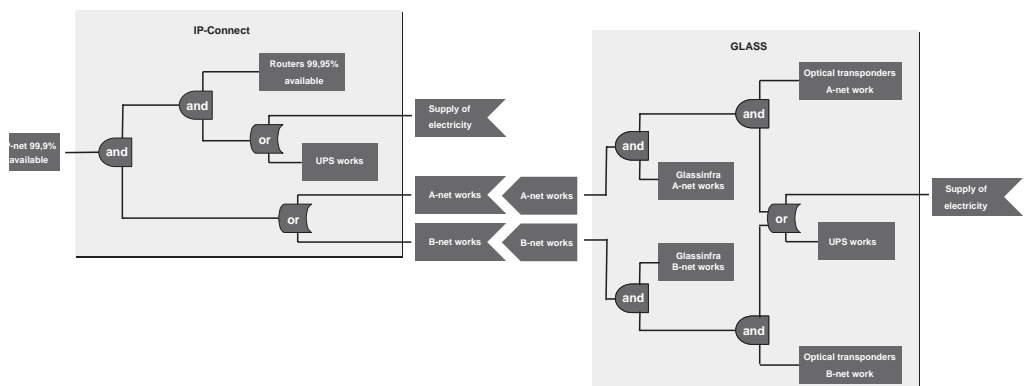 IP-Connect
Routers 99,95%
available
and
Supply of
electricity
or
-net 99,9%
available
and
UPS works
A-net works
or
B-net works
GLASS
Optical transponders
A-net work
and
A-net works
and
Glassinfra
A-net works
Supply of
electricity
or
B-net works
UPS works
Glassinfra
B-net works
and
and
Optical transponders
B-net work